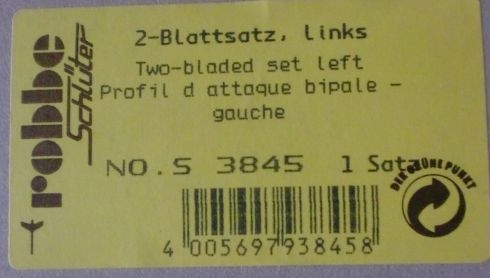 robbe
Schlüter
2-Blattsatz, links
Two-bladed set left
Profil d attaque bipale -
gauche
NO. S 3845 1 Satz
DER GRÜNE PUNKT
4 005697 938458